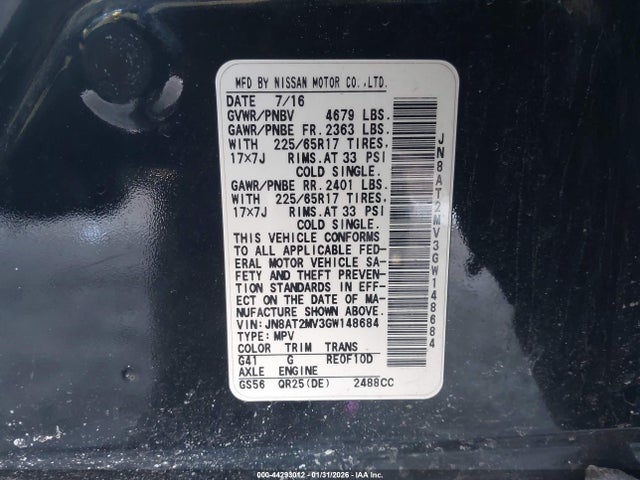 MFD BY NISSAN MOTOR CO.,LTD.
DATE 7/16
GVWR/PNBV 4679 LBS.
GAWR/PNBE FR. 2363 LBS.
WITH 225/65R17 TIRES,
17×7J RIMS.AT 33 PSI
COLD SINGLE.
GAWR/PNBE RR. 2401 LBS.
WITH 225/65R17 TIRES,
17×7J RIMS.AT 33 PSI
COLD SINGLE.
THIS VEHICLE CONFORMS
TO ALL APPLICABLE FED-
ERAL MOTOR VEHICLE SA-
FETY AND THEFT PREVEN-
TION STANDARDS IN EFF-
ECT ON THE DATE OF MA-
NUFACTURE SHOWN ABOVE.
VIN: JN8AT2MV3GW148684
TYPE: MPV
COLOR TRIM TRANS
G41 G RE0F10D
AXLE ENGINE
GS56 QR25(DE) 2488CC
JN8AT2MV3GW148684
000-44293012 - 01/31/2026 - IAA Inc.